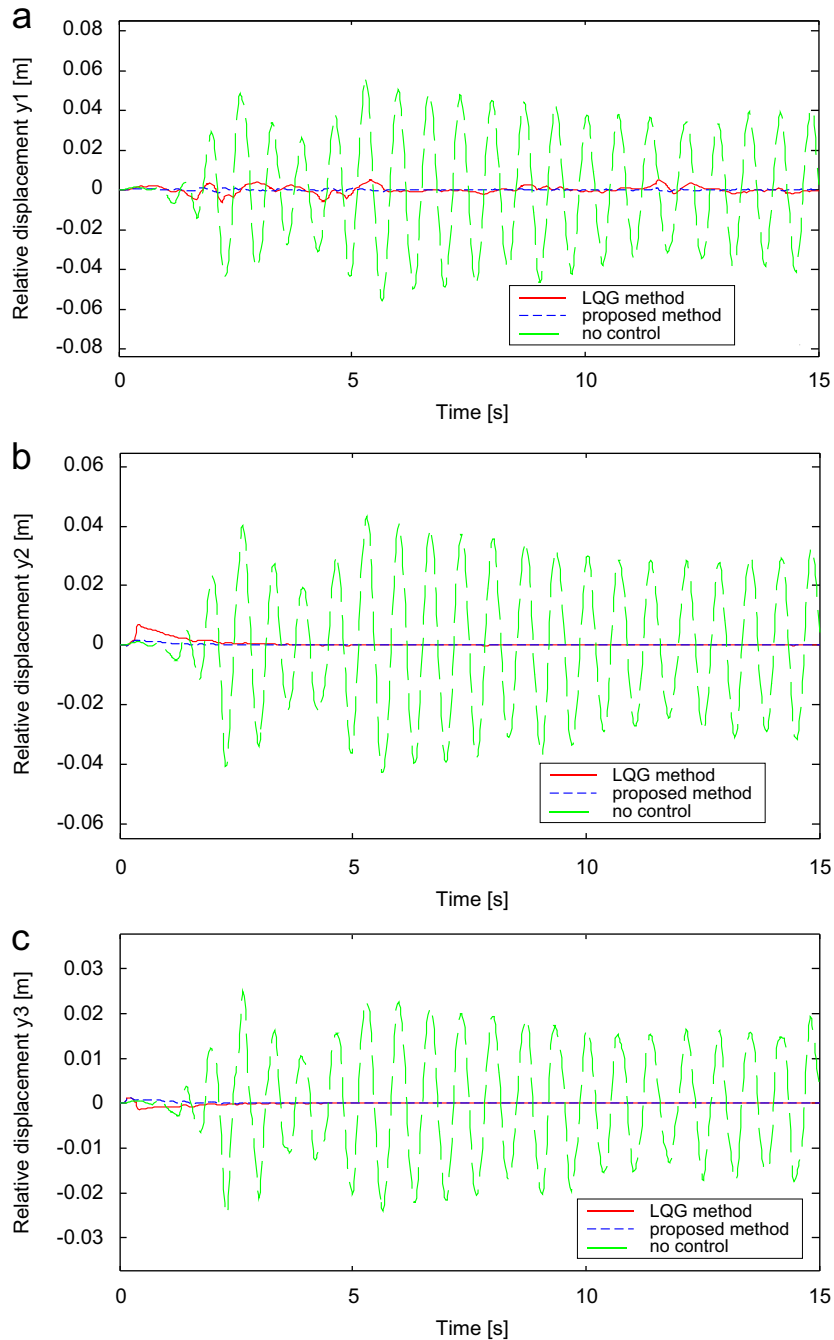 a
Relative displacement y1 [m]
0.08
0.06
0.04
0.02
0
-0.02
-0.04
-0.06
-0.08
LQG method
proposed method
no control
0
5
10
15
Time [s]
b
Relative displacement y2 [m]
0.06
0.04
0.02
0
-0.02
-0.04
-0.06
LQG method
proposed method
no control
0
5
10
15
Time [s]
c
Relative displacement y3 [m]
0.03
0.02
0.01
0
-0.01
-0.02
-0.03
LQG method
proposed method
no control
0
5
10
15
Time [s]